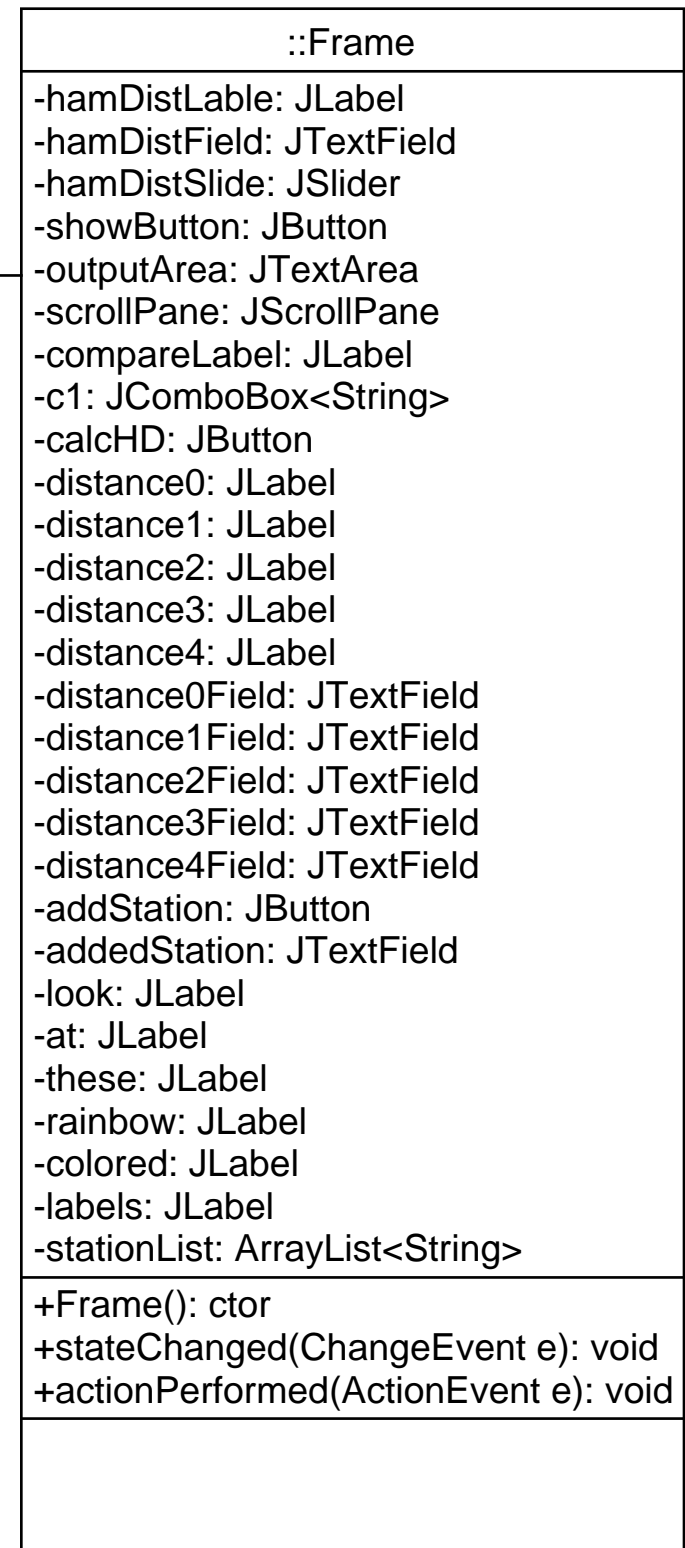 ::Frame
-hamDistLable: JLabel
-hamDistField: JTextField
-hamDistSlide: JSlider
-showButton: JButton
-outputArea: JTextArea
-scrollPane: JScrollPane
-compareLabel: JLabel
-c1: JComboBox<String>
-calcHD: JButton
-distance0: JLabel
-distance1: JLabel
-distance2: JLabel
-distance3: JLabel
-distance4: JLabel
-distance0Field: JTextField
-distance1Field: JTextField
-distance2Field: JTextField
-distance3Field: JTextField
-distance4Field: JTextField
-addStation: JButton
-addedStation: JTextField
-look: JLabel
-at: JLabel
-these: JLabel
-rainbow: JLabel
-colored: JLabel
-labels: JLabel
-stationList: ArrayList<String>
+Frame(): ctor
+stateChanged(ChangeEvent e): void
+actionPerformed(ActionEvent e): void